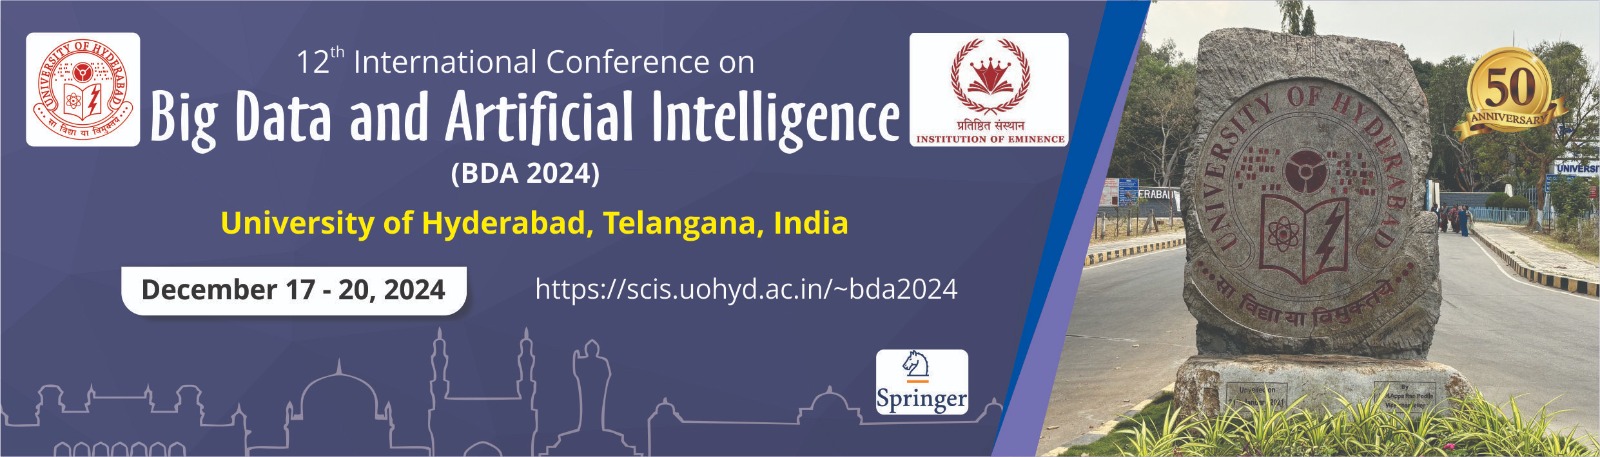 UNIVERSITY OF HYDERABAD
सा विद्या या विमुक्तये
12th International Conference on
Big Data and Artificial Intelligence
(BDA 2024)
University of Hyderabad, Telangana, India
December 17 - 20, 2024
https://scis.uohyd.ac.in/~bda2024
प्रतिष्ठित संस्थान
INSTITUTION OF EMINENCE
Springer
50
ANNIVERSARY
UNIVERSITY OF HYDERABAD
सा विद्या या विमुक्तये
ERABAD
UNIVERSI
By